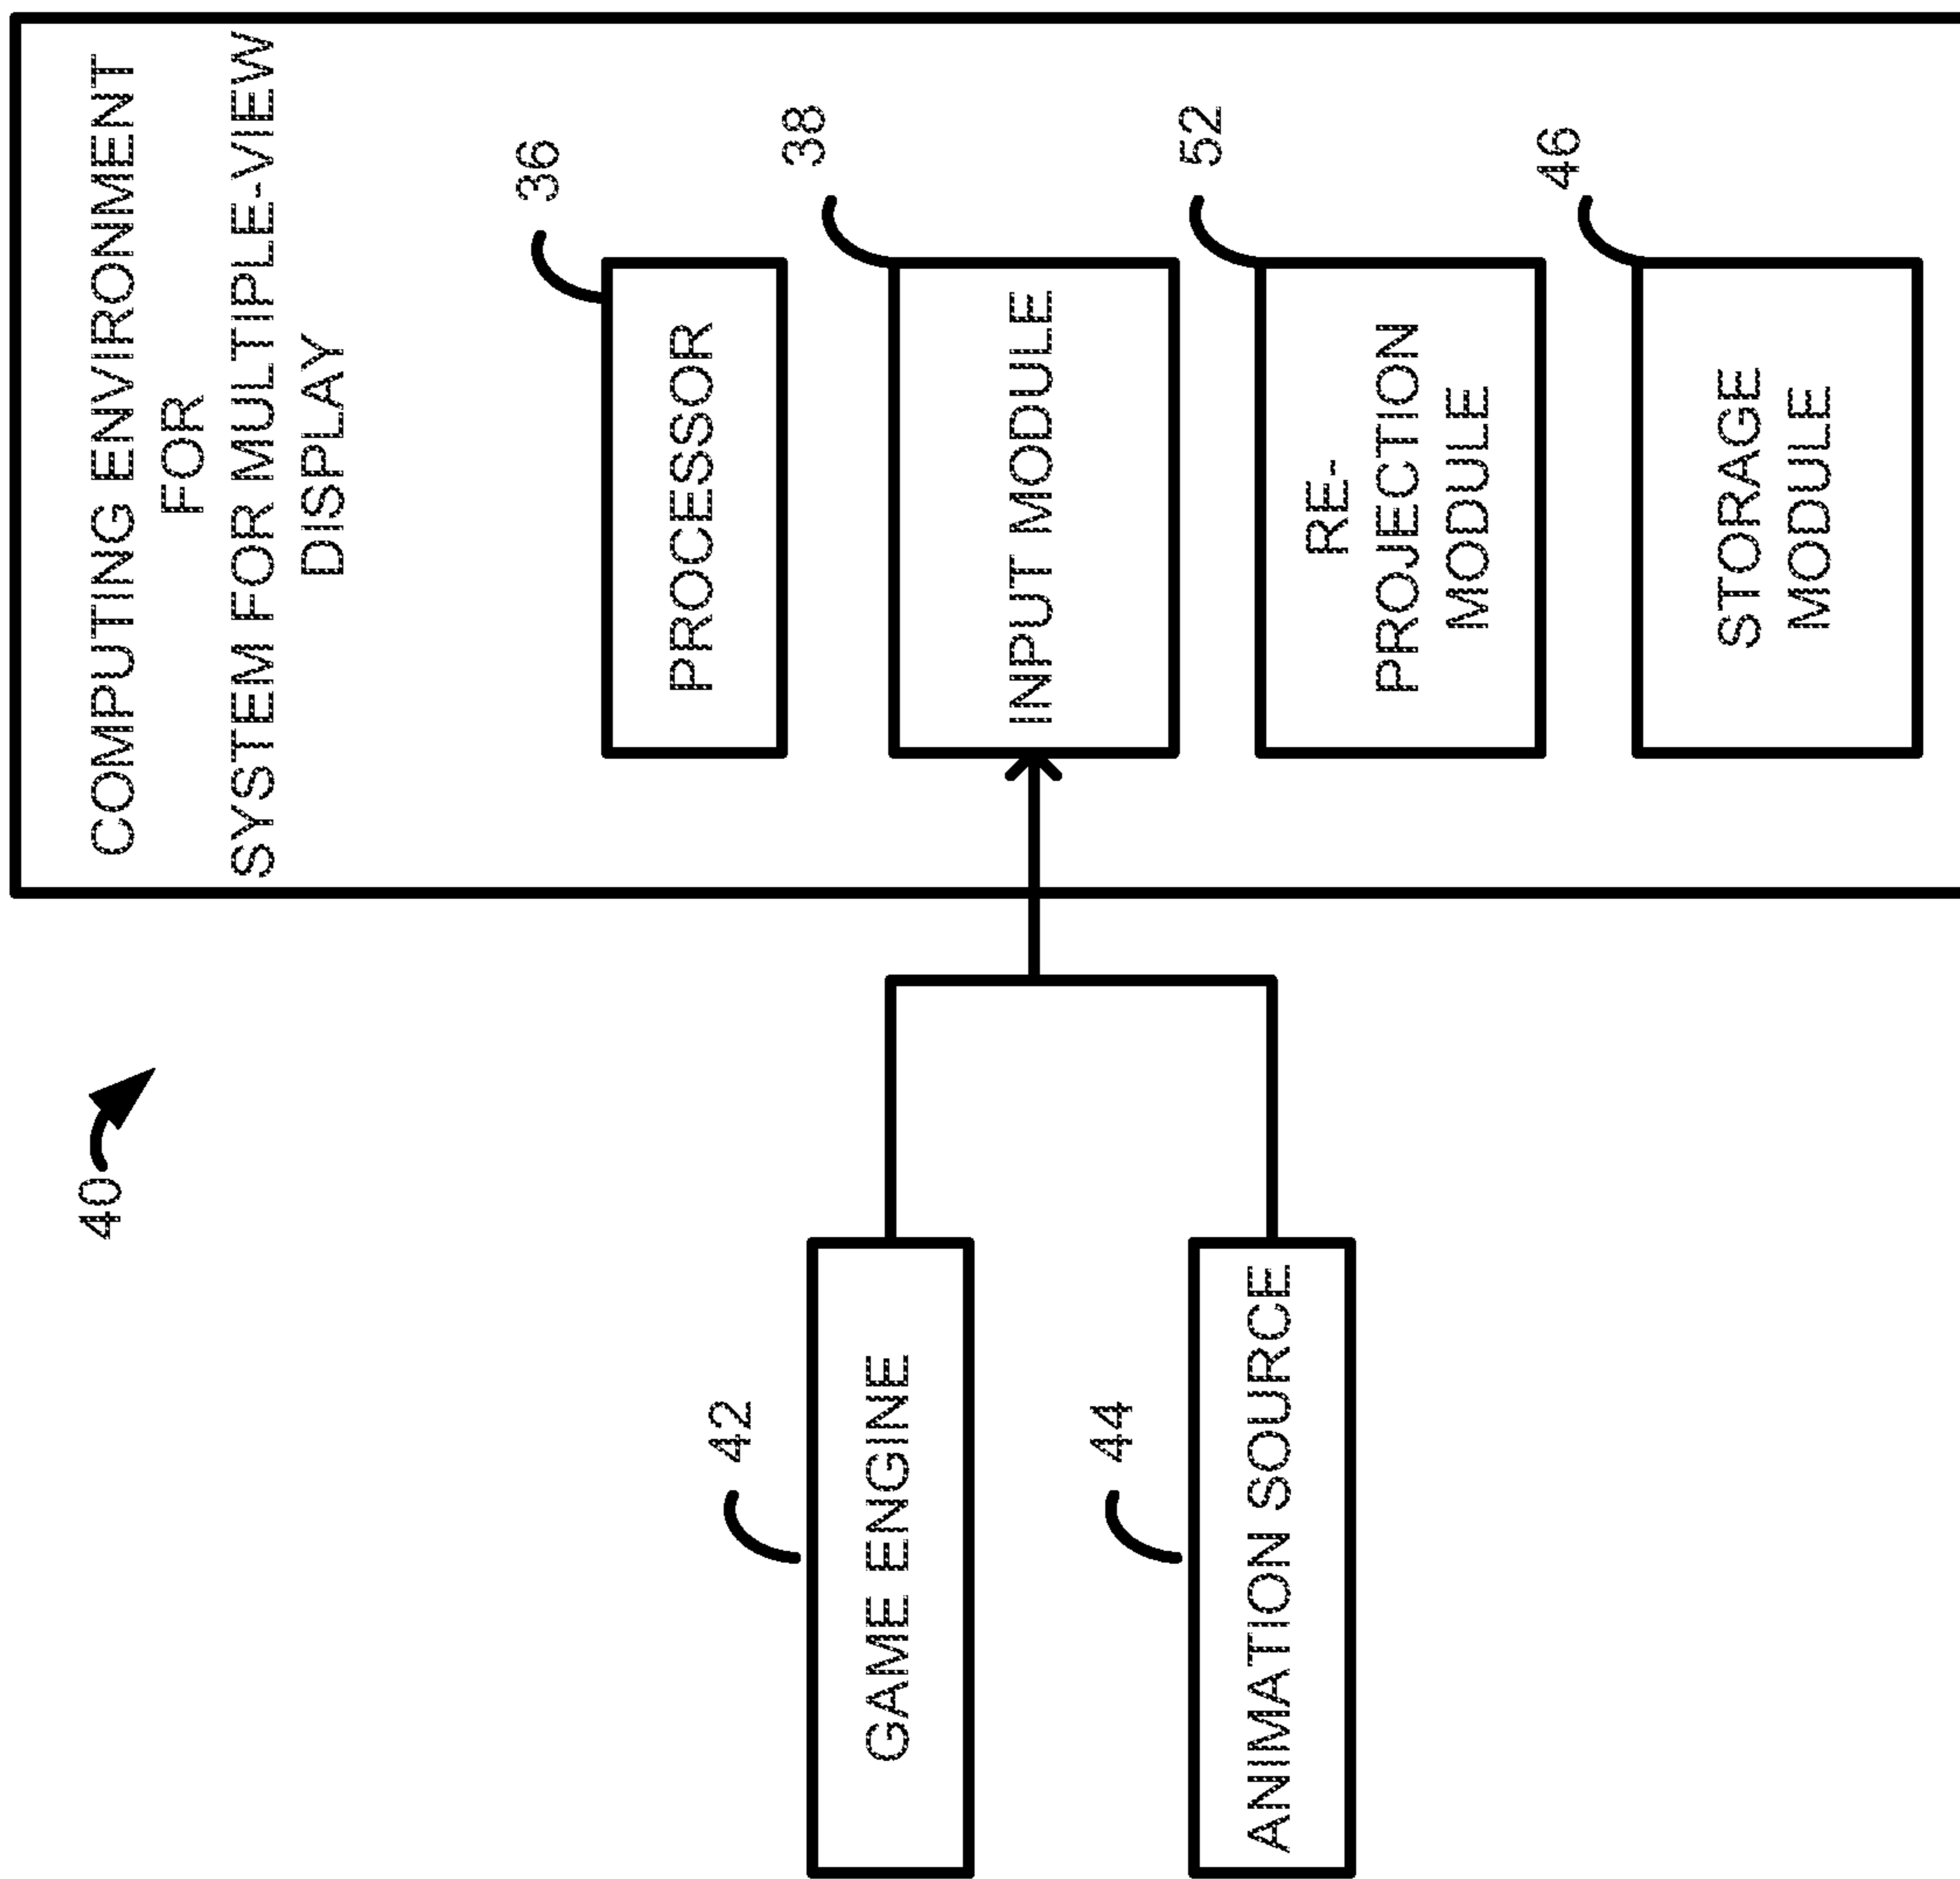 40
COMPUTING ENVIRONMENT
FOR
SYSTEM FOR MULTIPLE-VIEW
DISPLAY
36
PROCESSOR
42
GAME ENGINE
38
INPUT MODULE
44
ANIMATION SOURCE
52
RE-
PROJECTION
MODULE
46
STORAGE
MODULE